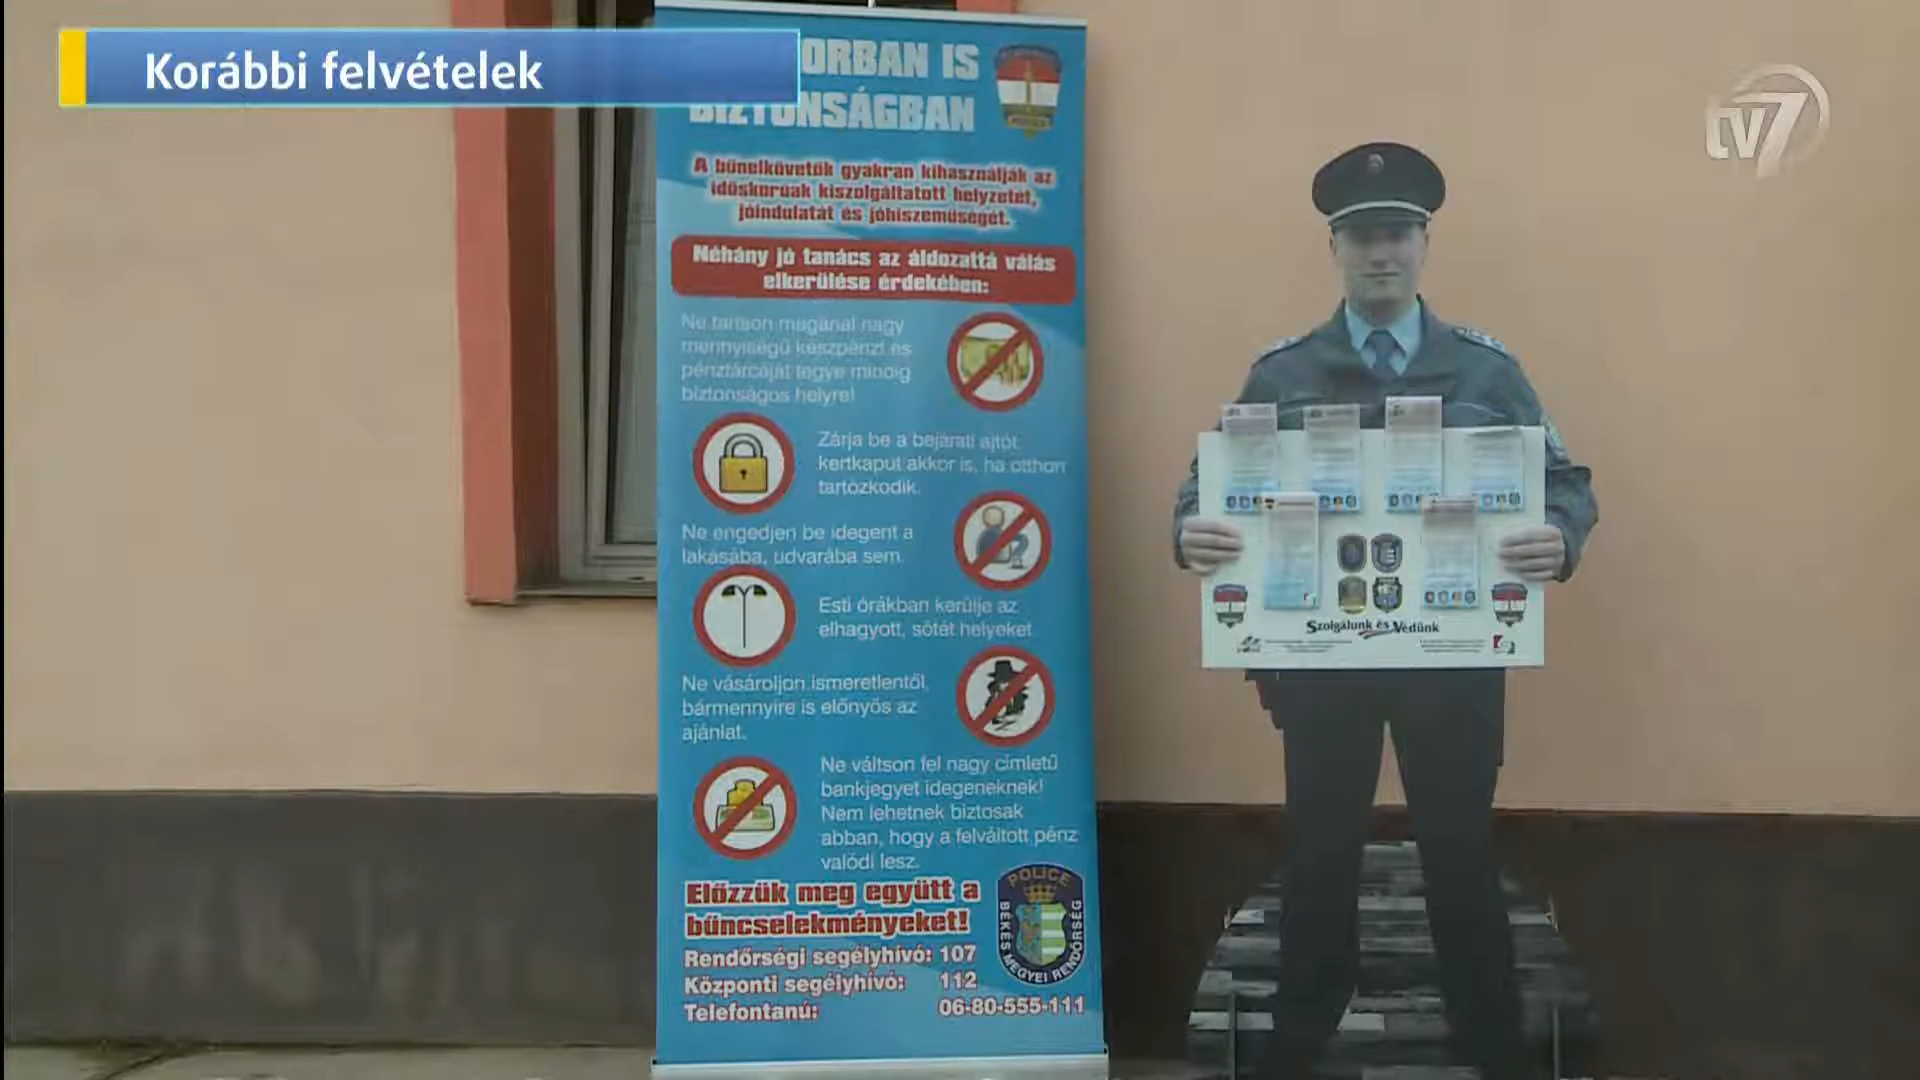 Korábbi felvételek
tv7
ORBAN IS
BIZTONSÁGBAN
A bűnelkövetők gyakran kihasználják az
időskorúak kiszolgáltatott helyzetét,
jóindulatát és jóhiszeműségét.
Néhány jó tanács az áldozattá válás
elkerülése érdekében:
Ne tartson magánál nagy
mennyiségű készpénzt és
pénztárcáját tegye mindig
biztonságos helyre!
Zárja be a bejárati ajtót,
kertkaput akkor is, ha otthon
tartózkodik.
Ne engedjen be idegent a
lakásába, udvarába sem.
Esti órákban kerülje az
elhagyott, sötét helyeket
Ne vásároljon ismeretlentől,
bármennyire is előnyös az
ajánlat.
Ne váltson fel nagy címletű
bankjegyet idegeneknek!
Nem lehetnek biztosak
abban, hogy a felváltott pénz
valódi lesz.
Előzzük meg együtt a
bűncselekményeket!
Rendőrségi segélyhívó: 107
Központi segélyhívó: 112
Telefontanú: 06-80-555-111
POLICE
BÉKÉS MEGYEI RENDŐRSÉG
Szolgálunk és Védünk